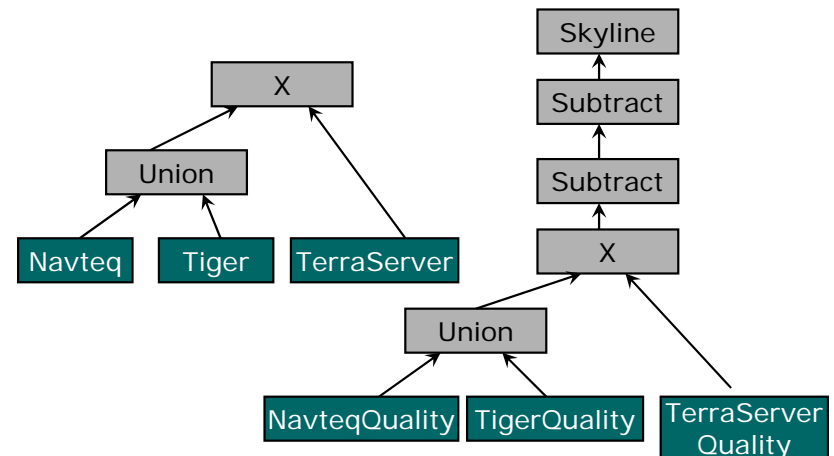 Skyline
X
Subtract
Union
Subtract
Navteq
Tiger
TerraServer
X
Union
NavteqQuality
TigerQuality
TerraServer
Quality